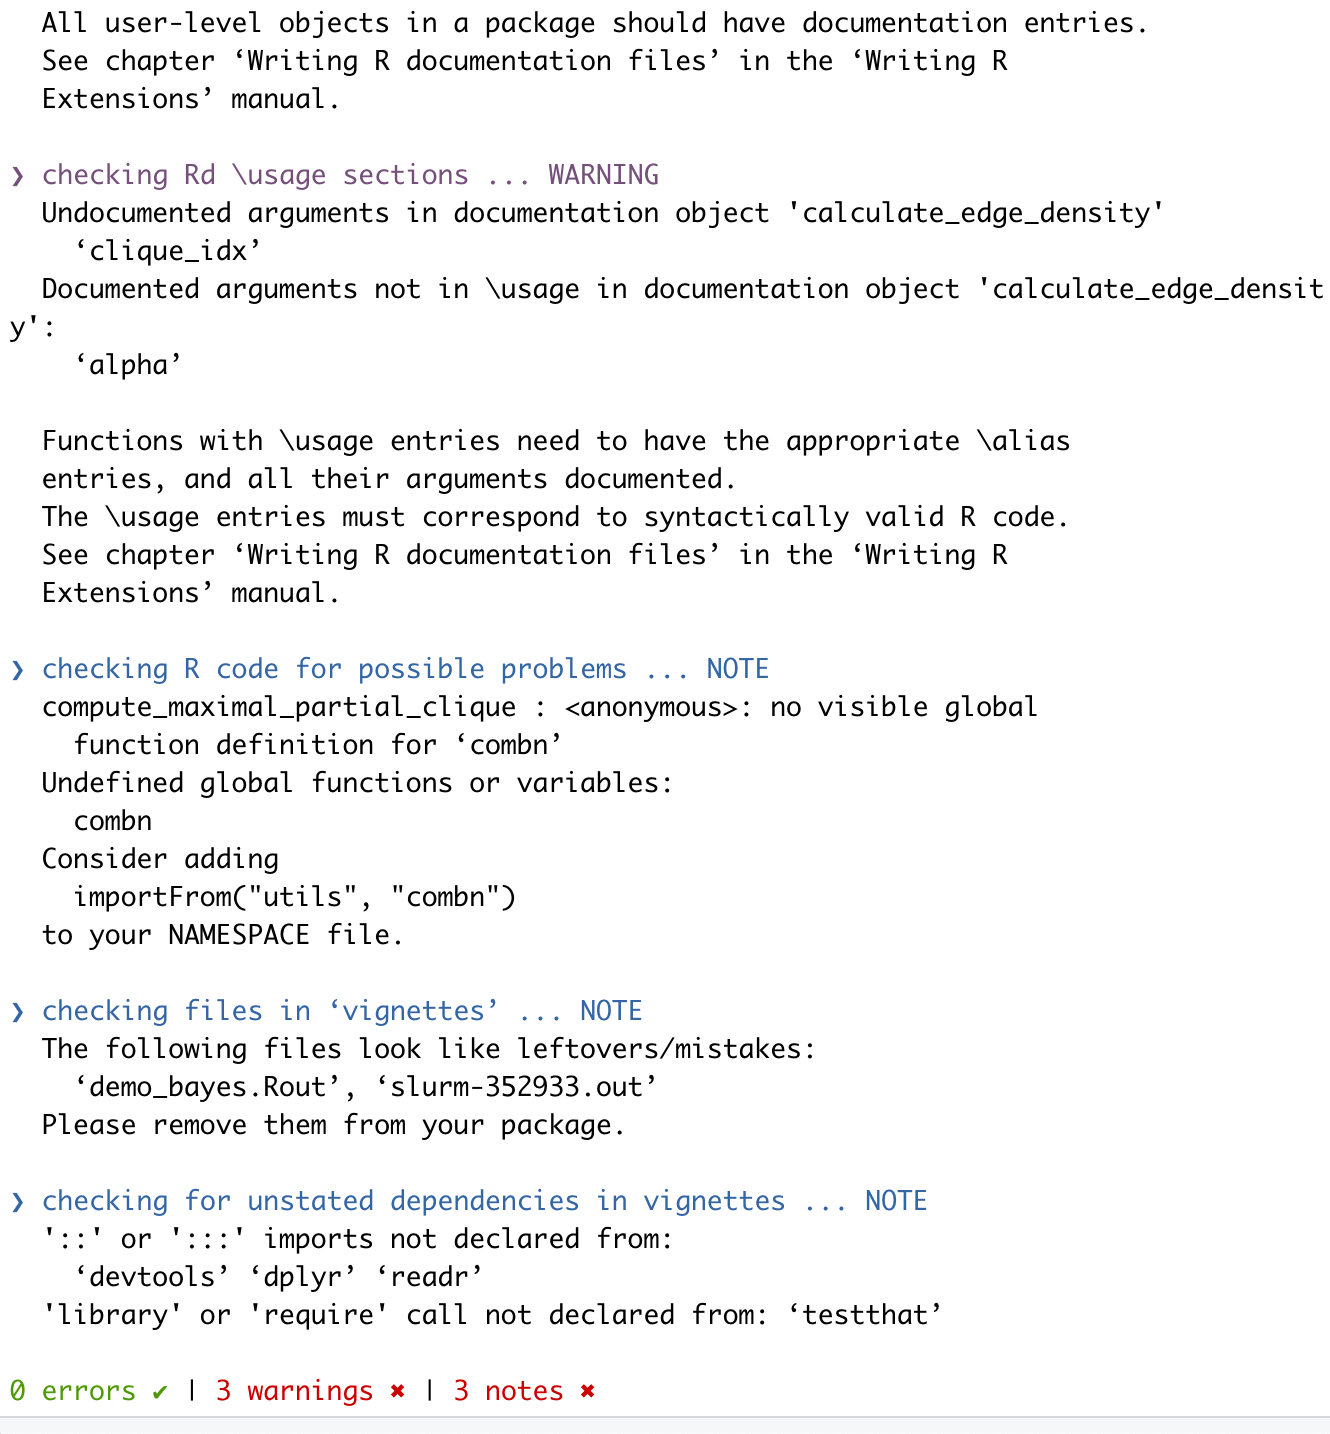 All user-level objects in a package should have documentation entries.
See chapter ‘Writing R documentation files’ in the ‘Writing R
Extensions’ manual.
❯ checking Rd \usage sections ... WARNING
Undocumented arguments in documentation object 'calculate_edge_density'
‘clique_idx’
Documented arguments not in \usage in documentation object 'calculate_edge_densit
y':
‘alpha’
Functions with \usage entries need to have the appropriate \alias
entries, and all their arguments documented.
The \usage entries must correspond to syntactically valid R code.
See chapter ‘Writing R documentation files’ in the ‘Writing R
Extensions’ manual.
❯ checking R code for possible problems ... NOTE
compute_maximal_partial_clique : <anonymous>: no visible global
function definition for ‘combn’
Undefined global functions or variables:
combn
Consider adding
importFrom("utils", "combn")
to your NAMESPACE file.
❯ checking files in ‘vignettes’ ... NOTE
The following files look like leftovers/mistakes:
‘demo_bayes.Rout’, ‘slurm-352933.out’
Please remove them from your package.
❯ checking for unstated dependencies in vignettes ... NOTE
'::' or ':::' imports not declared from:
‘devtools’ ‘dplyr’ ‘readr’
'library' or 'require' call not declared from: ‘testthat’
0 errors ✔ | 3 warnings ✖ | 3 notes ✖